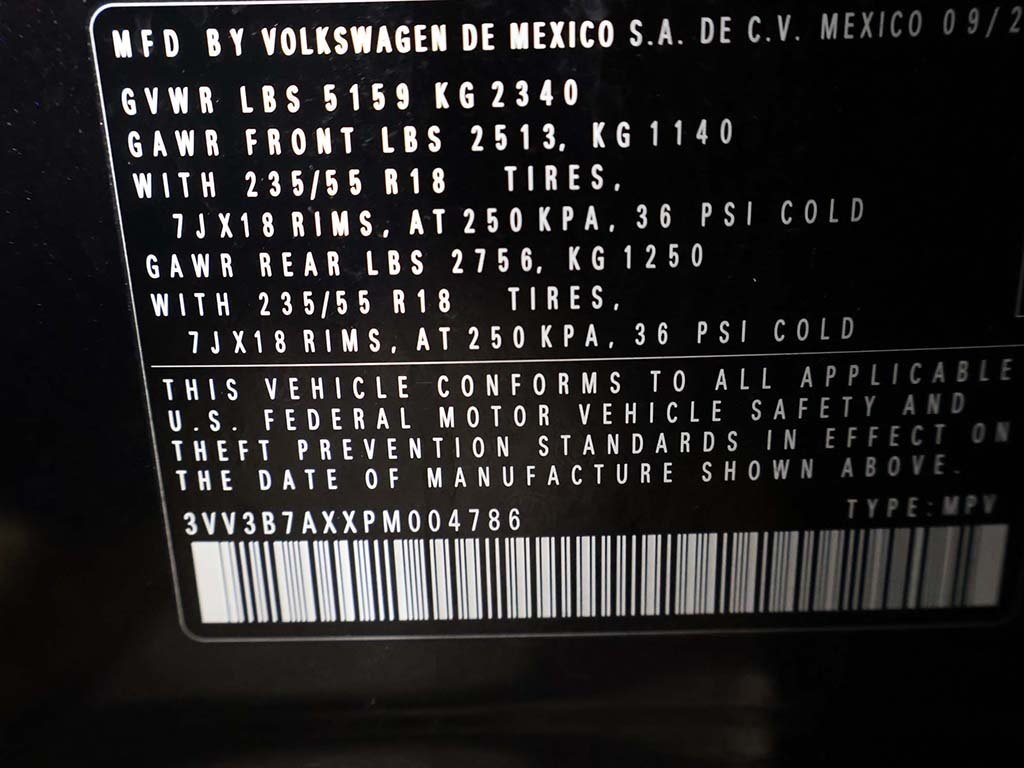 MFD BY VOLKSWAGEN DE MEXICO S.A. DE C.V. MEXICO 09/2
GVWR LBS 5159 KG 2340
GAWR FRONT LBS 2513, KG 1140
WITH 235/55 R18 TIRES,
7JX18 RIMS, AT 250 KPA, 36 PSI COLD
GAWR REAR LBS 2756, KG 1250
WITH 235/55 R18 TIRES,
7JX18 RIMS, AT 250 KPA, 36 PSI COLD
THIS VEHICLE CONFORMS TO ALL APPLICABLE
U.S. FEDERAL MOTOR VEHICLE SAFETY AND
THEFT PREVENTION STANDARDS IN EFFECT ON
THE DATE OF MANUFACTURE SHOWN ABOVE.
3VV3B7AXXPM004786 TYPE: MPV